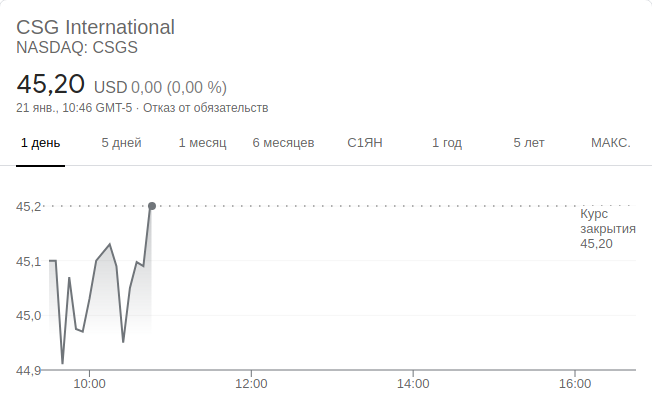 CSG International
NASDAQ: CSGS
45,20 USD 0,00 (0,00 %)
21 янв., 10:46 GMT-5 · Отказ от обязательств
1 день 5 дней 1 месяц 6 месяцев С1ЯН 1 год 5 лет МАКС.
45,2
Курс
закрытия
45,20
45,1
45,0
44,9
10:00 12:00 14:00 16:00